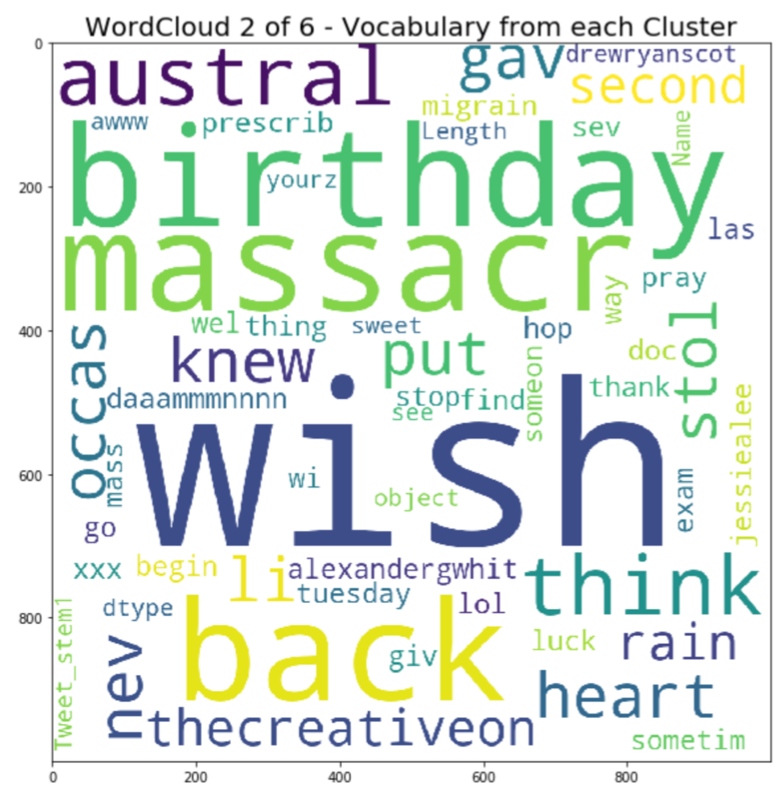 WordCloud 2 of 6 - Vocabulary from each Cluster
0
austral
gav
drewryanscot
second
migrain
awww
prescrib
Length
sev
Name
birthday
yourz
200
las
massacr
way
pray
wel
thing
sweet
hop
400
occas
knew
put
someon
doc
stol
daaammmnnnn
stop
find
see
thank
jessiealee
wish
mass
wi
object
exam
600
go
xxx
begin
li
alexandergwhit
think
tuesday
lol
dtype
800
Tweet_stem1
nev
back
giv
luck
rain
heart
thecreativeon
sometim
0 200 400 600 800